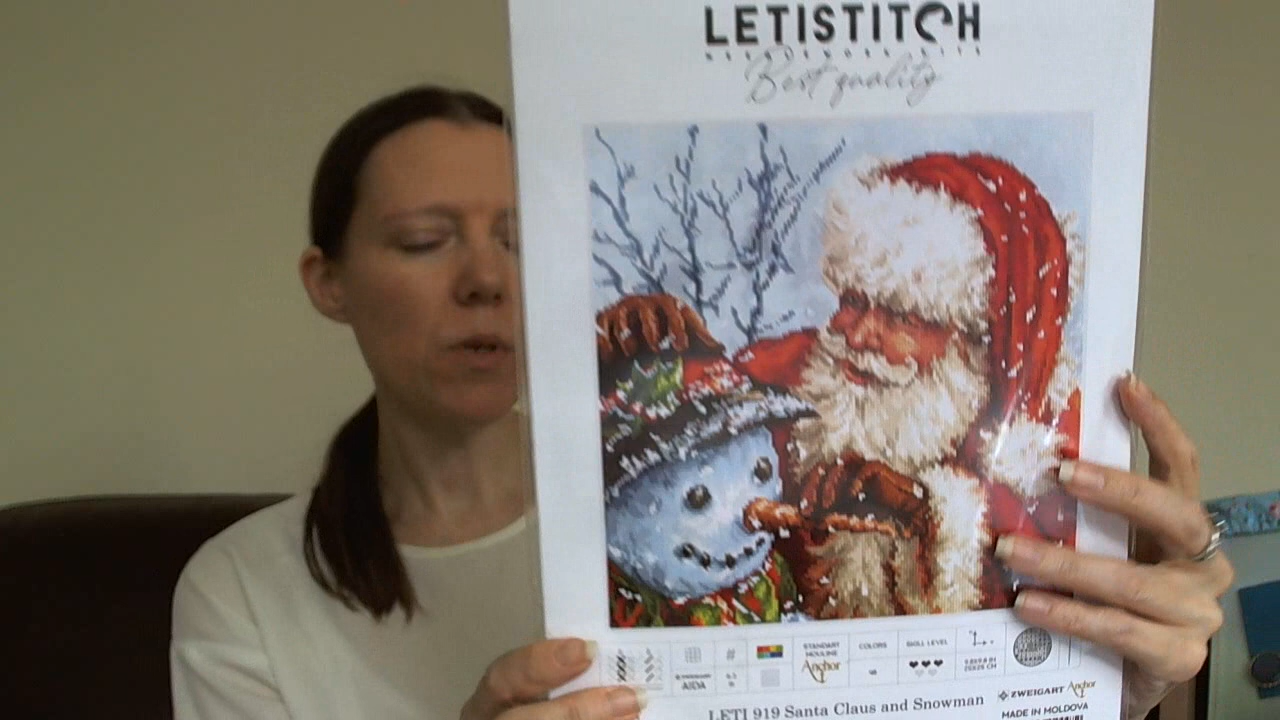 LETISTITCH
Best quality
STANDART
MOULINE
Anchor
COLORS
SKILL LEVEL
AIDA
LETI 919 Santa Claus and Snowman
ZWEIGART Anchor
MADE IN MOLDOVA